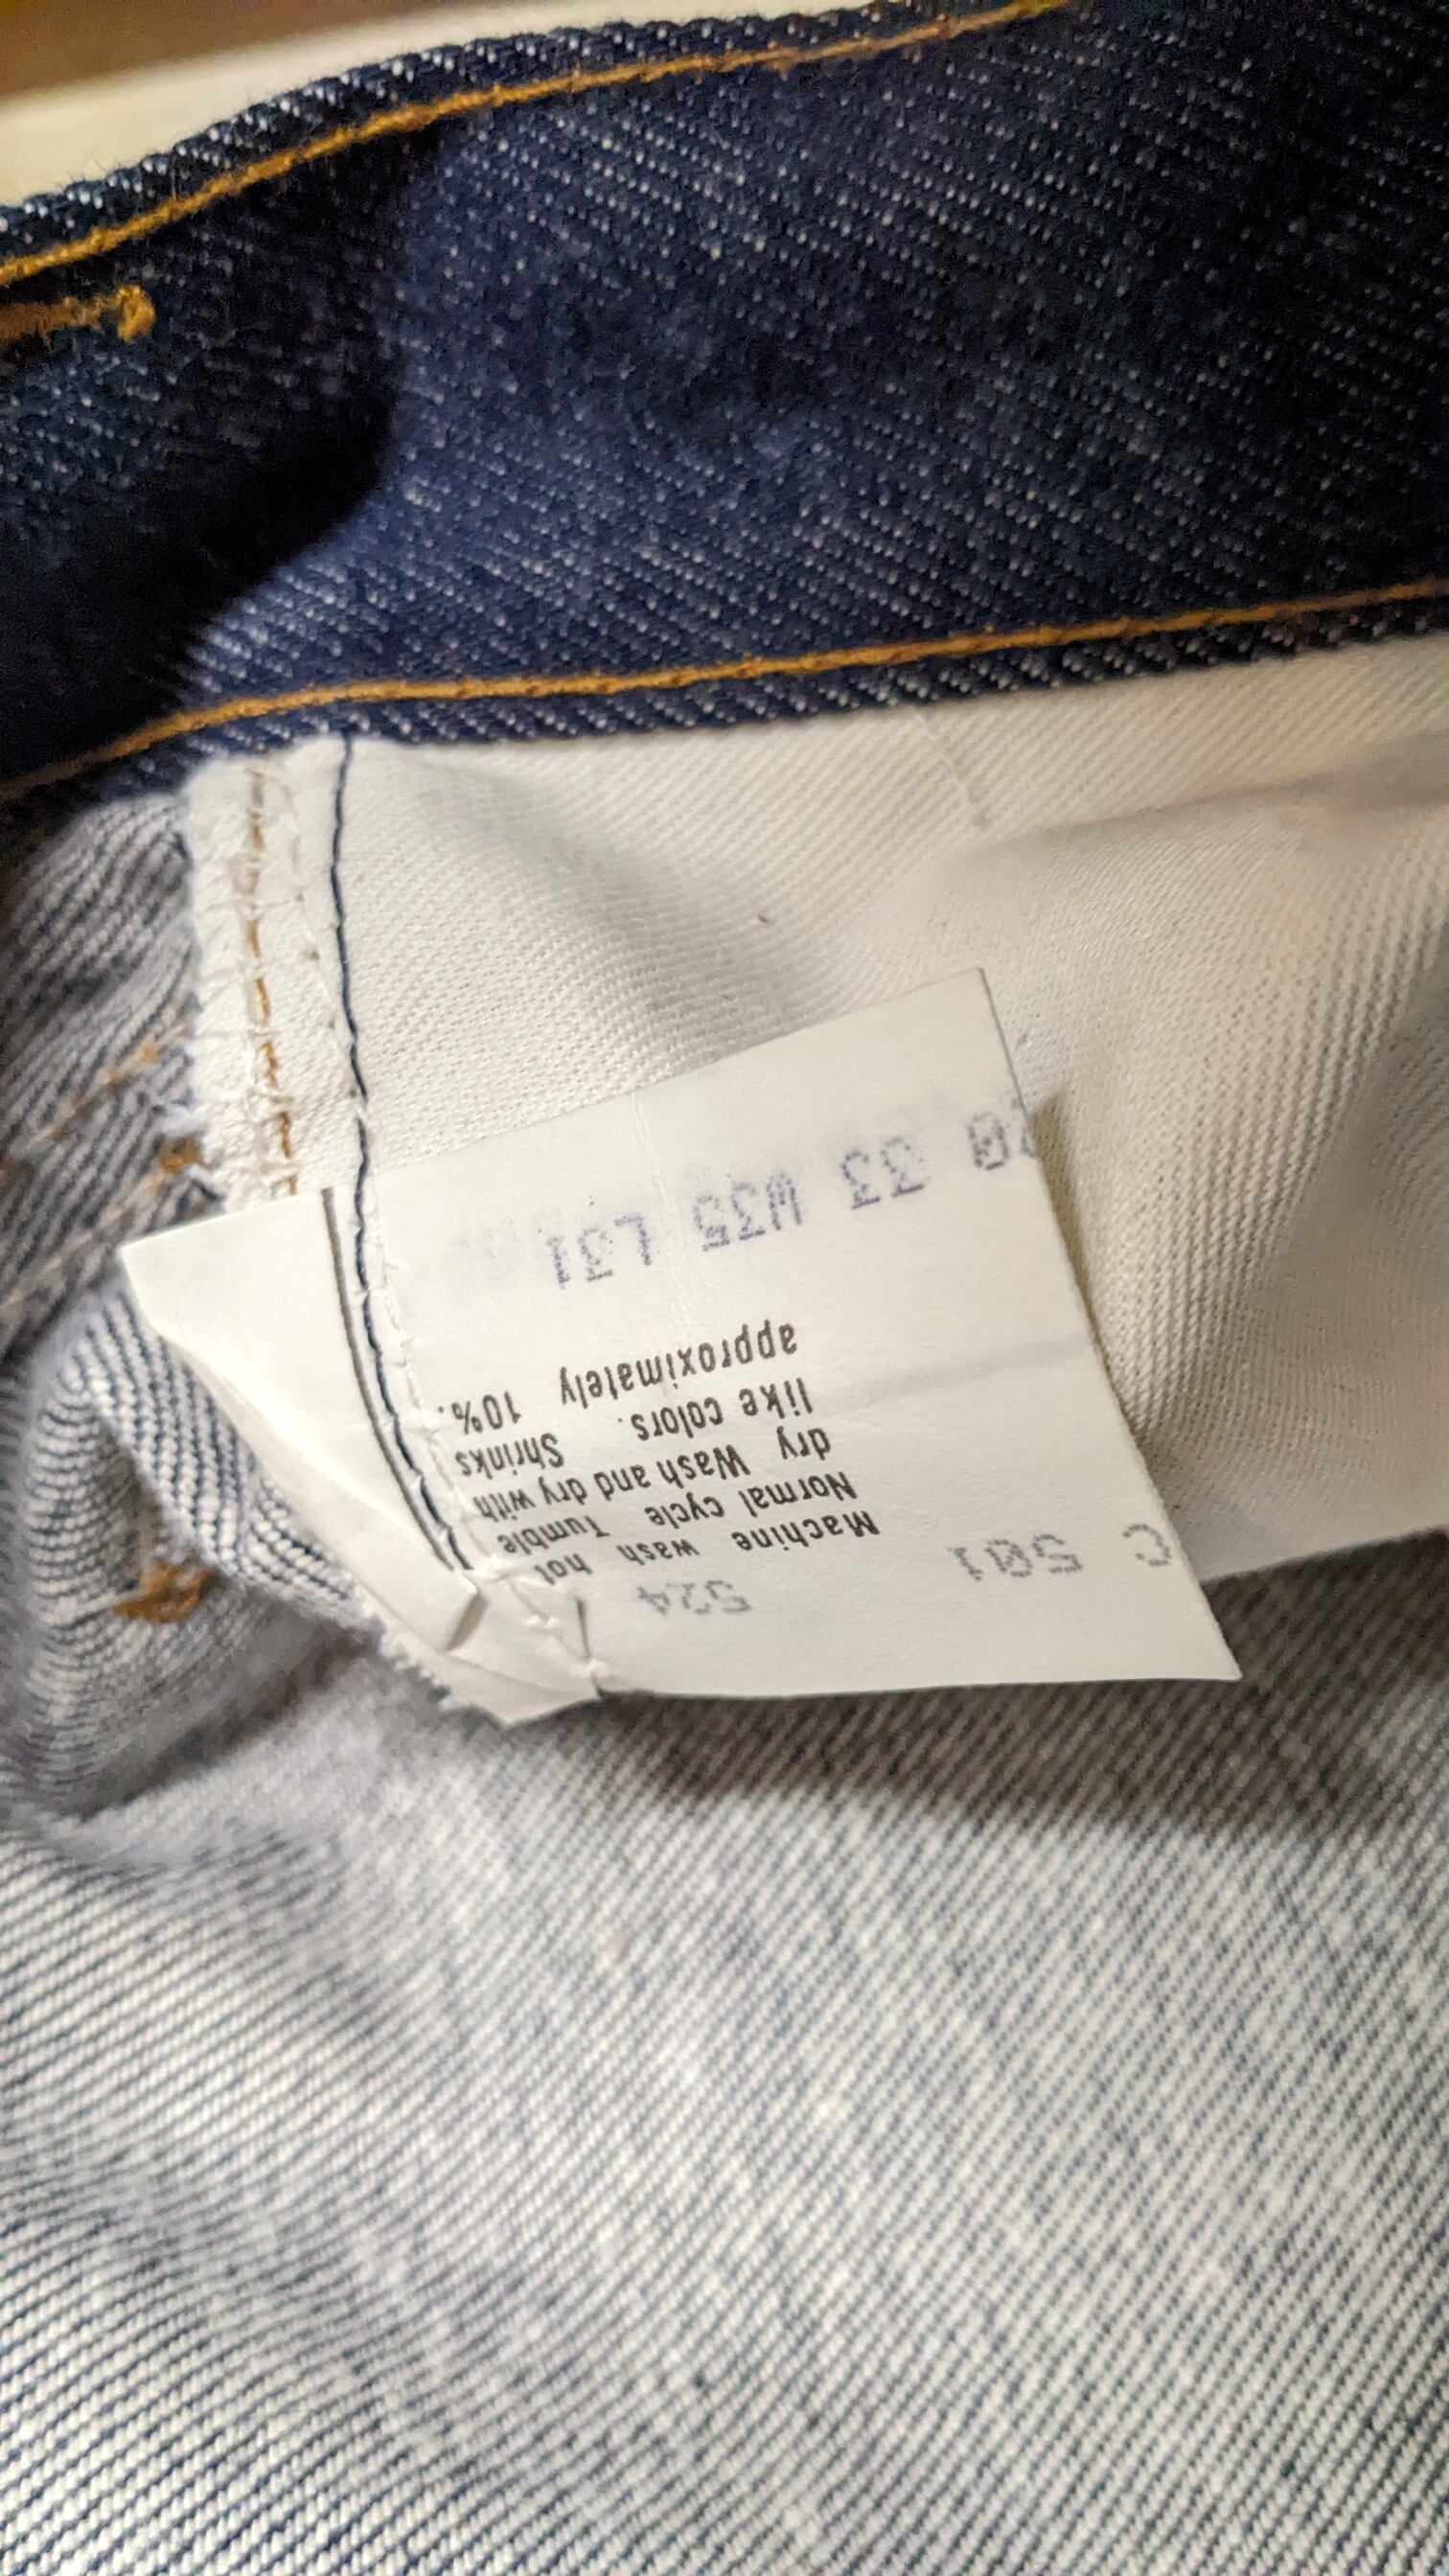 C 501 524
Machine wash hot
Normal cycle Tumble
dry Wash and dry with
like colors. Shrinks
approximately 10%.
33 W35 L31